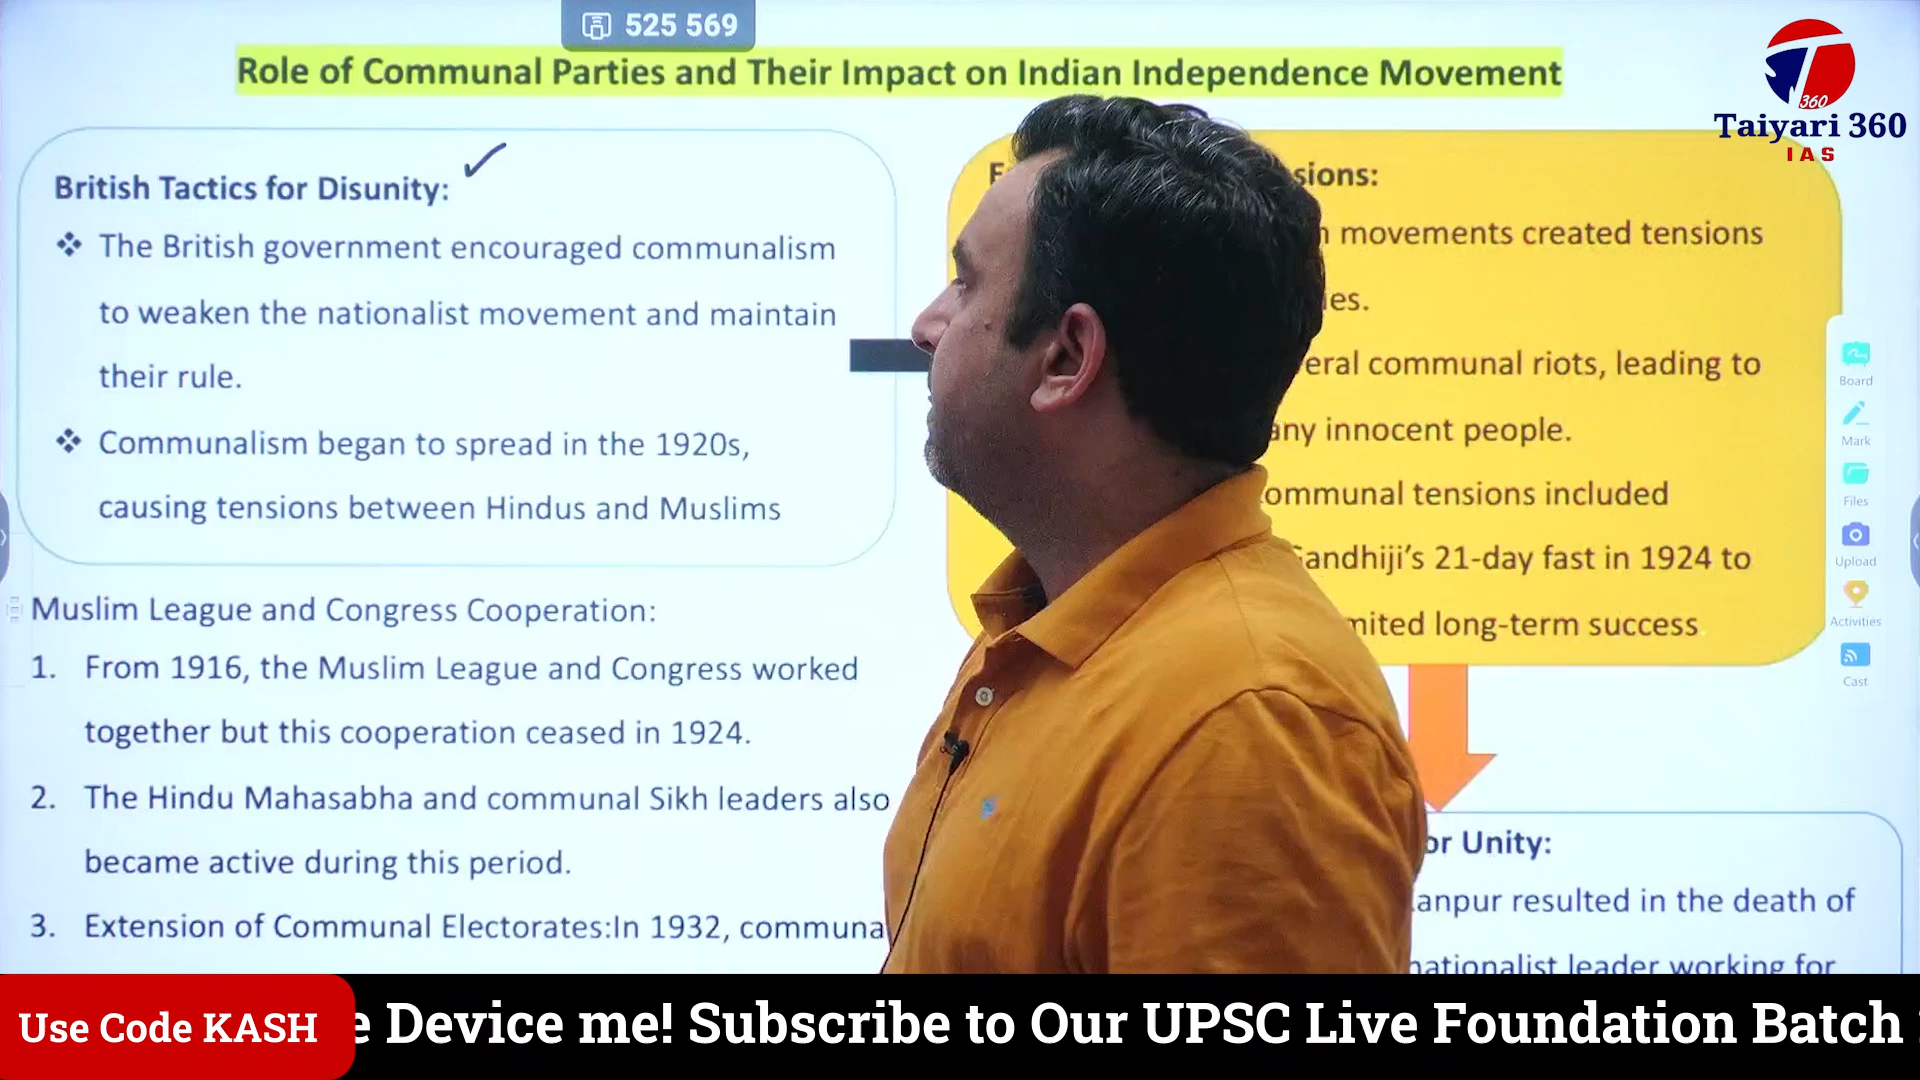 525 569
Role of Communal Parties and Their Impact on Indian Independence Movement
360
Taiyari 360
IAS
British Tactics for Disunity:
❖ The British government encouraged communalism
to weaken the nationalist movement and maintain
their rule.
❖ Communalism began to spread in the 1920s,
causing tensions between Hindus and Muslims
Muslim League and Congress Cooperation:
1. From 1916, the Muslim League and Congress worked
together but this cooperation ceased in 1924.
2. The Hindu Mahasabha and communal Sikh leaders also
became active during this period.
3. Extension of Communal Electorates:In 1932, communa
sions:
movements created tensions
ies.
eral communal riots, leading to
any innocent people.
ommunal tensions included
Gandhiji's 21-day fast in 1924 to
mited long-term success
or Unity:
anpur resulted in the death of
nationalist leader working for
Board
Mark
Files
Upload
Activities
Cast
Use Code KASH
e Device me! Subscribe to Our UPSC Live Foundation Batch